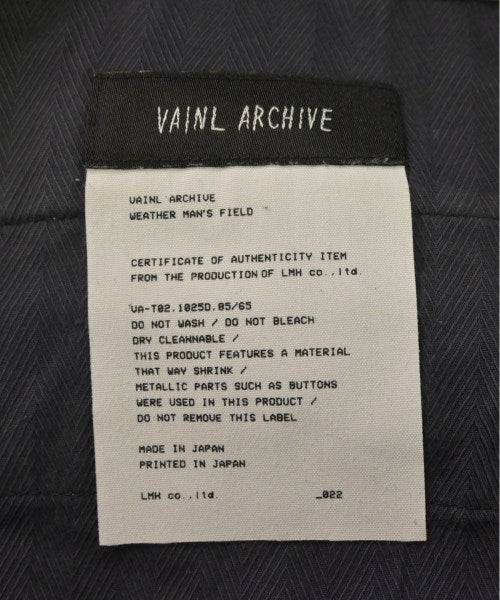 VAINL ARCHIVE
VAINL ARCHIVE
WEATHER MAN'S FIELD
CERTIFICATE OF AUTHENTICITY ITEM
FROM THE PRODUCTION OF LMH co.,ltd.
VA-T02.1025D.85/65
DO NOT WASH / DO NOT BLEACH
DRY CLEANNABLE /
THIS PRODUCT FEATURES A MATERIAL
THAT WAY SHRINK /
METALLIC PARTS SUCH AS BUTTONS
WERE USED IN THIS PRODUCT /
DO NOT REMOVE THIS LABEL
MADE IN JAPAN
PRINTED IN JAPAN
LMH co.,ltd. _022